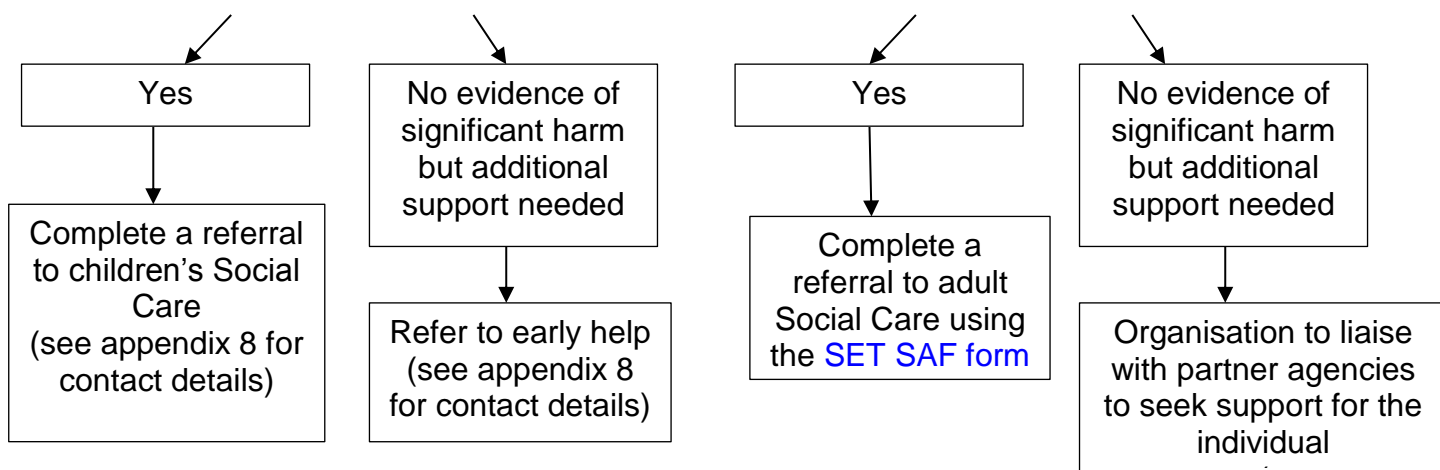 Yes
No evidence of
significant harm
but additional
support needed
Yes
No evidence of
significant harm
but additional
support needed
Complete a referral
to children’s Social
Care
(see appendix 8 for
contact details)
Refer to early help
(see appendix 8
for contact details)
Complete a
referral to adult
Social Care using
the SET SAF form
Organisation to liaise
with partner agencies
to seek support for the
individual